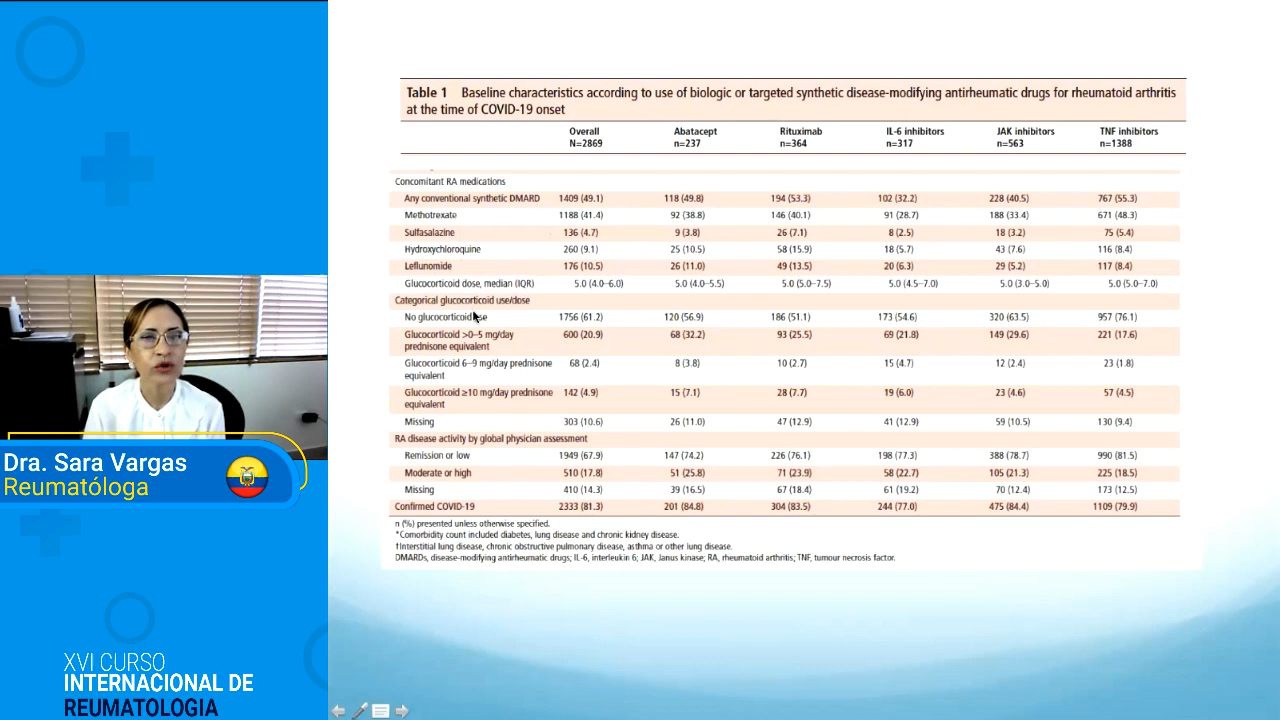 Table 1 Baseline characteristics according to use of biologic or targeted synthetic disease-modifying antirheumatic drugs for rheumatoid arthritis
at the time of COVID-19 onset
Overall Abatacept Rituximab IL-6 inhibitors JAK inhibitors TNF inhibitors
N=2869 n=237 n=364 n=317 n=563 n=1388
Concomitant RA medications
Any conventional synthetic DMARD 1409 (49.1) 118 (49.8) 194 (53.3) 102 (32.2) 228 (40.5) 767 (55.3)
Methotrexate 1188 (41.4) 92 (38.8) 146 (40.1) 91 (28.7) 188 (33.4) 671 (48.3)
Sulfasalazine 136 (4.7) 9 (3.8) 26 (7.1) 8 (2.5) 18 (3.2) 75 (5.4)
Hydroxychloroquine 260 (9.1) 25 (10.5) 58 (15.9) 18 (5.7) 43 (7.6) 116 (8.4)
Leflunomide 176 (10.5) 26 (11.0) 49 (13.5) 20 (6.3) 29 (5.2) 117 (8.4)
Glucocorticoid dose, median (IQR) 5.0 (4.0–6.0) 5.0 (4.0–5.5) 5.0 (5.0–7.5) 5.0 (4.5–7.0) 5.0 (3.0–5.0) 5.0 (5.0–7.0)
Categorical glucocorticoid use/dose
No glucocorticoid use 1756 (61.2) 120 (56.9) 186 (51.1) 173 (54.6) 320 (63.5) 957 (76.1)
Glucocorticoid >0–5 mg/day 600 (20.9) 68 (32.2) 93 (25.5) 69 (21.8) 149 (29.6) 221 (17.6)
prednisone equivalent
Glucocorticoid 6–9 mg/day prednisone 68 (2.4) 8 (3.8) 10 (2.7) 15 (4.7) 12 (2.4) 23 (1.8)
equivalent
Glucocorticoid ≥10 mg/day prednisone 142 (4.9) 15 (7.1) 28 (7.7) 19 (6.0) 23 (4.6) 57 (4.5)
equivalent
Missing 303 (10.6) 26 (11.0) 47 (12.9) 41 (12.9) 59 (10.5) 130 (9.4)
RA disease activity by global physician assessment
Remission or low 1949 (67.9) 147 (74.2) 226 (76.1) 198 (77.3) 388 (78.7) 990 (81.5)
Moderate or high 510 (17.8) 51 (25.8) 71 (23.9) 58 (22.7) 105 (21.3) 225 (18.5)
Missing 410 (14.3) 39 (16.5) 67 (18.4) 61 (19.2) 70 (12.4) 173 (12.5)
Confirmed COVID-19 2333 (81.3) 201 (84.8) 304 (83.5) 244 (77.0) 475 (84.4) 1109 (79.9)
n (%) presented unless otherwise specified.
*Comorbidity count included diabetes, lung disease and chronic kidney disease.
†Interstitial lung disease, chronic obstructive pulmonary disease, asthma or other lung disease.
DMARDs, disease-modifying antirheumatic drugs; IL-6, interleukin 6; JAK, Janus kinase; RA, rheumatoid arthritis; TNF, tumour necrosis factor.
Dra. Sara Vargas
Reumatóloga
XVI CURSO
INTERNACIONAL DE
REUMATOLOGIA